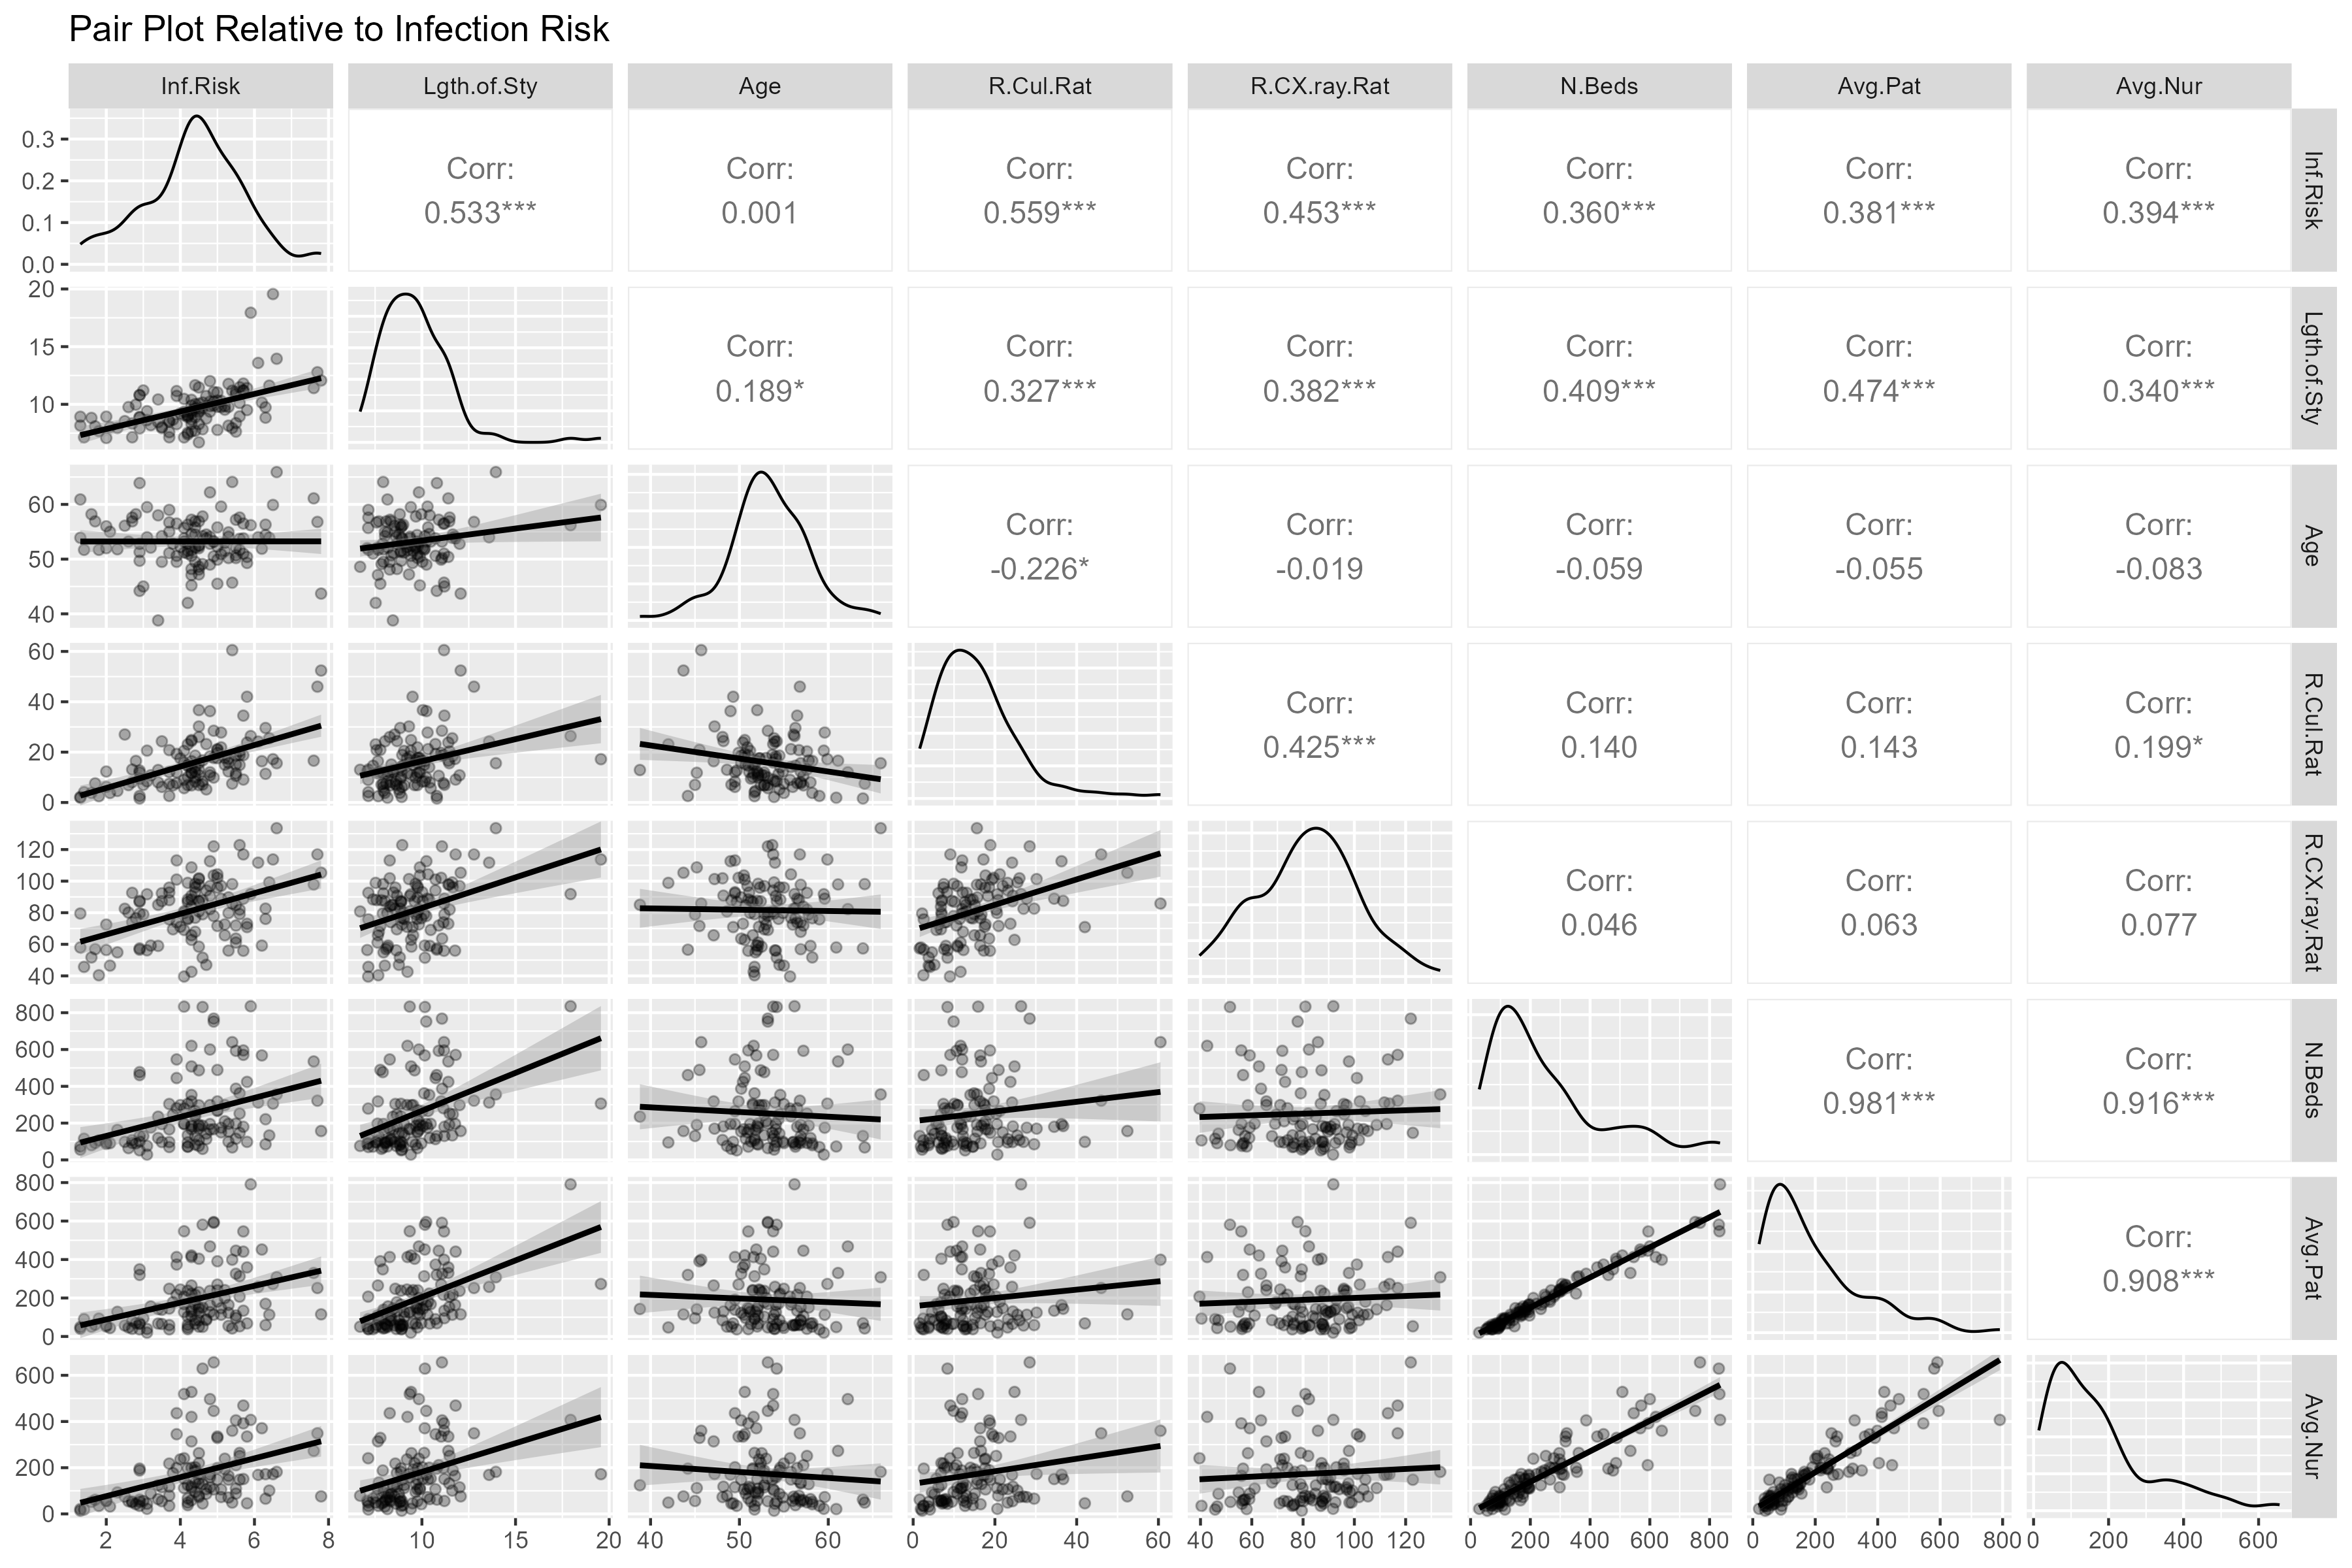 Pair Plot Relative to Infection Risk
Inf.Risk Lgth.of.Sty Age R.Cul.Rat R.CX.ray.Rat N.Beds Avg.Pat Avg.Nur
0.3
0.2
0.1
0.0
Corr:
0.533***
Corr:
0.001
Corr:
0.559***
Corr:
0.453***
Corr:
0.360***
Corr:
0.381***
Corr:
0.394***
Inf.Risk
20
15
10
Corr:
0.189*
Corr:
0.327***
Corr:
0.382***
Corr:
0.409***
Corr:
0.474***
Corr:
0.340***
Lgth.of.Sty
60
50
40
Corr:
-0.226*
Corr:
-0.019
Corr:
-0.059
Corr:
-0.055
Corr:
-0.083
Age
60
40
20
0
Corr:
0.425***
Corr:
0.140
Corr:
0.143
Corr:
0.199*
R.Cul.Rat
120
100
80
60
40
Corr:
0.046
Corr:
0.063
Corr:
0.077
R.CX.ray.Rat
800
600
400
200
0
Corr:
0.981***
Corr:
0.916***
N.Beds
800
600
400
200
0
Corr:
0.908***
Avg.Pat
600
400
200
0
Avg.Nur
2 4 6 8 10 15 20 40 50 60 0 20 40 60 40 60 80 100 120 0 200 400 600 800 0 200 400 600 800 0 200 400 600